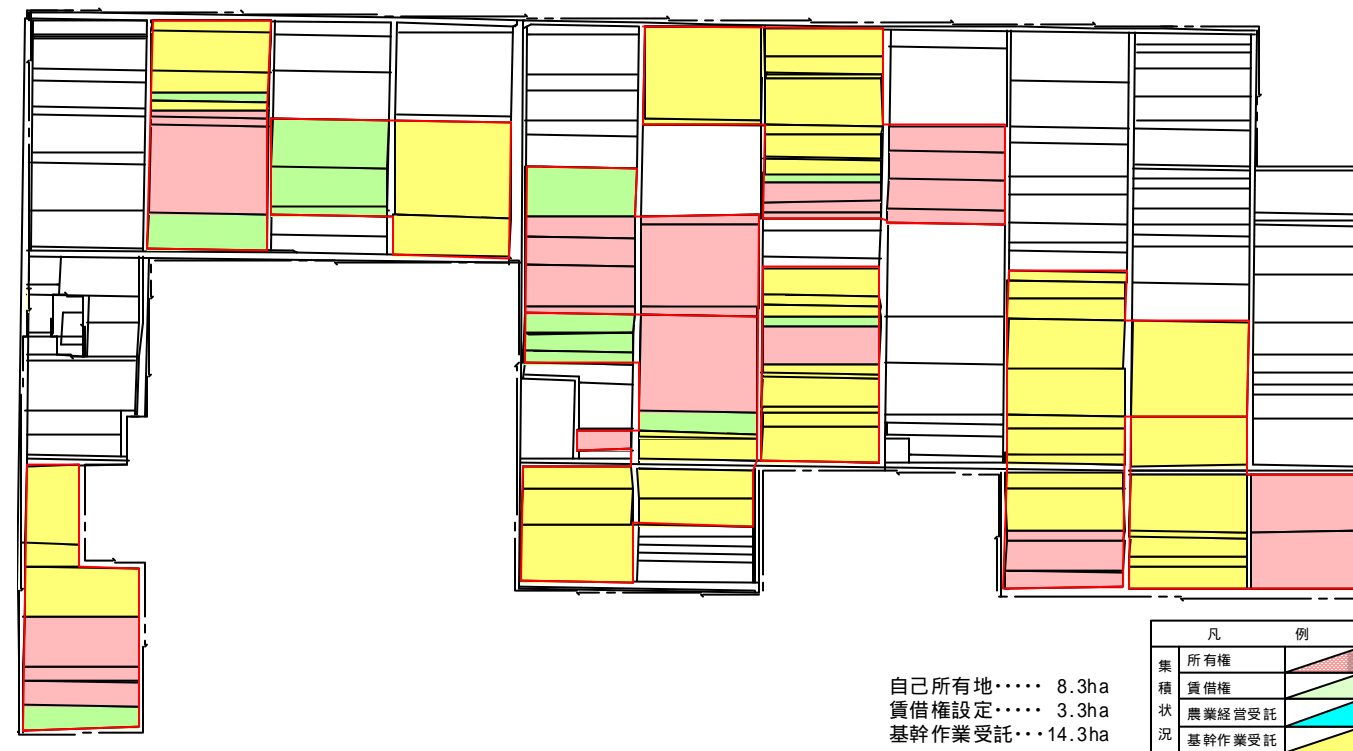 自己所有地・・・・・ 8.3ha
賃借権設定・・・・・ 3.3ha
基幹作業受託・・・14.3ha
凡 例
集積状況
所有権
賃借権
農業経営受託
基幹作業受託